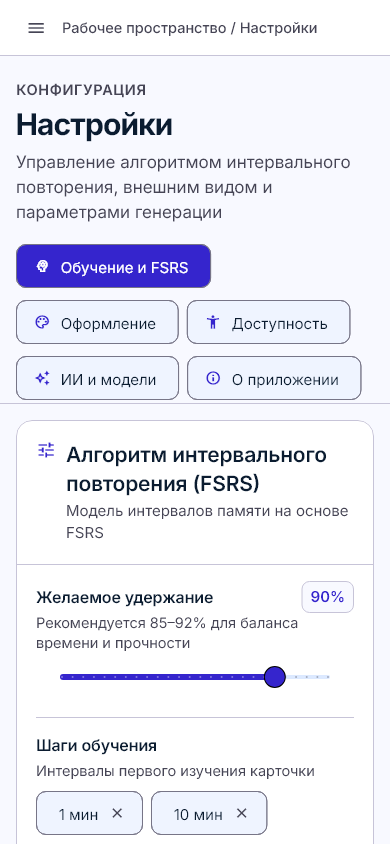 Рабочее пространство / Настройки
КОНФИГУРАЦИЯ
Настройки
Управление алгоритмом интервального
повторения, внешним видом и
параметрами генерации
Обучение и FSRS
Оформление
Доступность
ИИ и модели
О приложении
Алгоритм интервального
повторения (FSRS)
Модель интервалов памяти на основе
FSRS
Желаемое удержание
90%
Рекомендуется 85–92% для баланса
времени и прочности
Шаги обучения
Интервалы первого изучения карточки
1 мин ×
10 мин ×